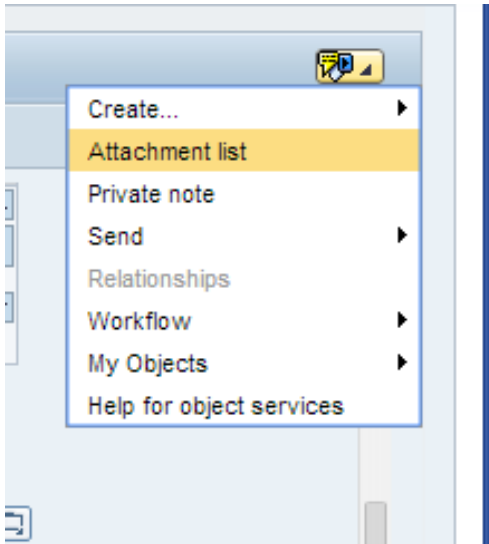 Create...
Attachment list
Private note
Send
Relationships
Workflow
My Objects
Help for object services